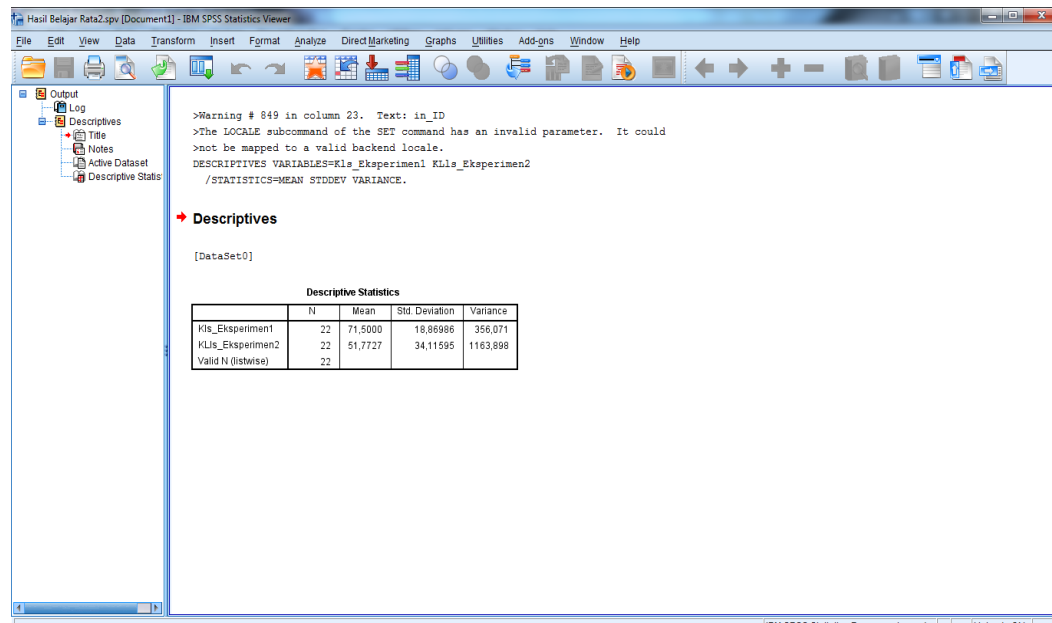 Hasil Belajar Rata2.spv [Document1] - IBM SPSS Statistics Viewer
File Edit View Data Transform Insert Format Analyze Direct Marketing Graphs Utilities Add-ons Window Help
Output
Log
Descriptives
Title
Notes
Active Dataset
Descriptive Statis
>Warning # 849 in column 23. Text: in_ID
>The LOCALE subcommand of the SET command has an invalid parameter. It could
>not be mapped to a valid backend locale.
DESCRIPTIVES VARIABLES=Kls_Eksperimen1 KLls_Eksperimen2
/STATISTICS=MEAN STDDEV VARIANCE.
Descriptives
[DataSet0]
Descriptive Statistics
N Mean Std. Deviation Variance
Kls_Eksperimen1 22 71,5000 18,86986 356,071
KLls_Eksperimen2 22 51,7727 34,11595 1163,898
Valid N (listwise) 22